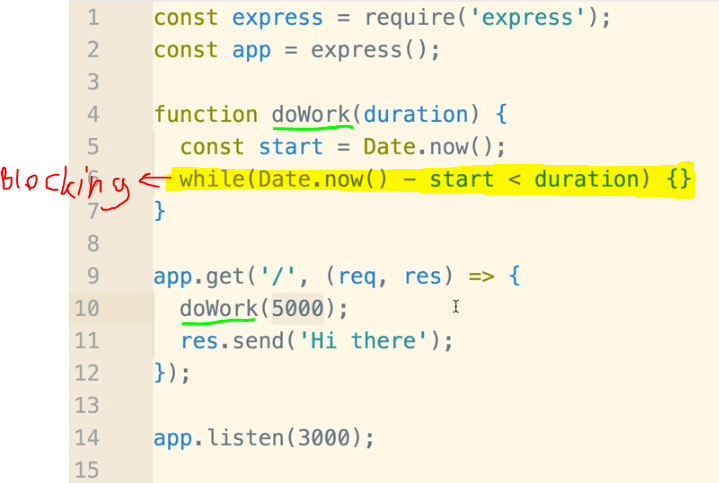 1 const express = require('express');
2 const app = express();
3
4 function doWork(duration) {
5 const start = Date.now();
Blocking ← 6 while(Date.now() - start < duration) {}
7 }
8
9 app.get('/', (req, res) => {
10 doWork(5000);
11 res.send('Hi there');
12 });
13
14 app.listen(3000);
15